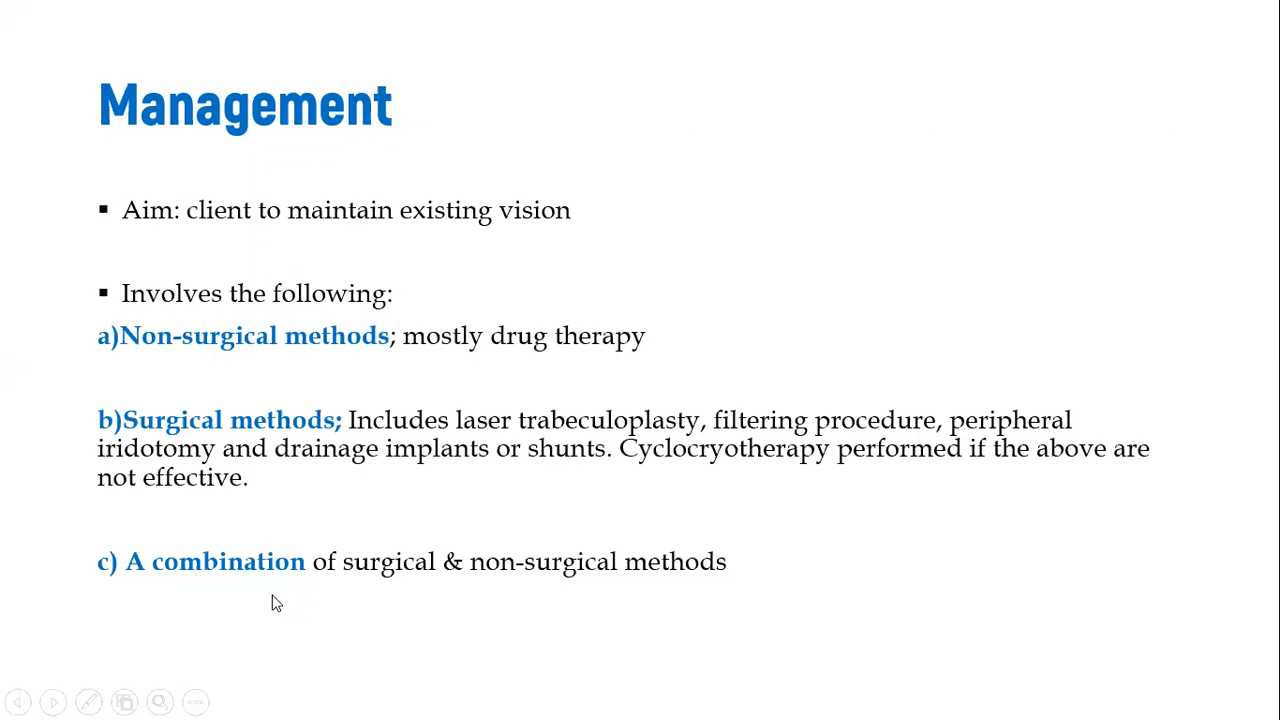 Management
▪ Aim: client to maintain existing vision
▪ Involves the following:
a)Non-surgical methods; mostly drug therapy
b)Surgical methods; Includes laser trabeculoplasty, filtering procedure, peripheral
iridotomy and drainage implants or shunts. Cyclocryotherapy performed if the above are
not effective.
c) A combination of surgical & non-surgical methods